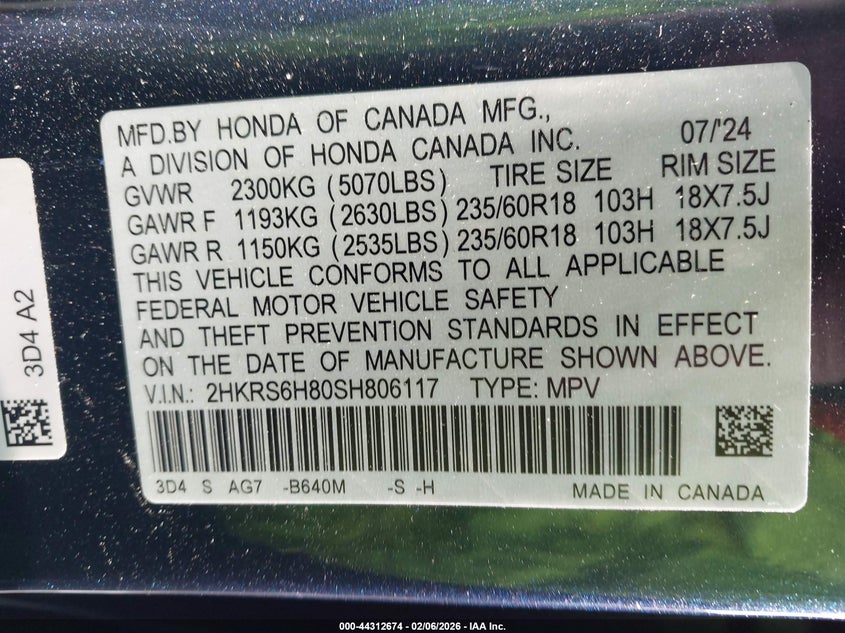 MFD.BY HONDA OF CANADA MFG.,
A DIVISION OF HONDA CANADA INC. 07/'24
GVWR 2300KG (5070LBS) TIRE SIZE RIM SIZE
GAWR F 1193KG (2630LBS) 235/60R18 103H 18X7.5J
GAWR R 1150KG (2535LBS) 235/60R18 103H 18X7.5J
THIS VEHICLE CONFORMS TO ALL APPLICABLE
FEDERAL MOTOR VEHICLE SAFETY
AND THEFT PREVENTION STANDARDS IN EFFECT
ON THE DATE OF MANUFACTURE SHOWN ABOVE.
V.I.N.: 2HKRS6H80SH806117 TYPE: MPV
3D4 S AG7 -B640M -S -H MADE IN CANADA
3D4 A2
000-44312674 - 02/06/2026 - IAA Inc.